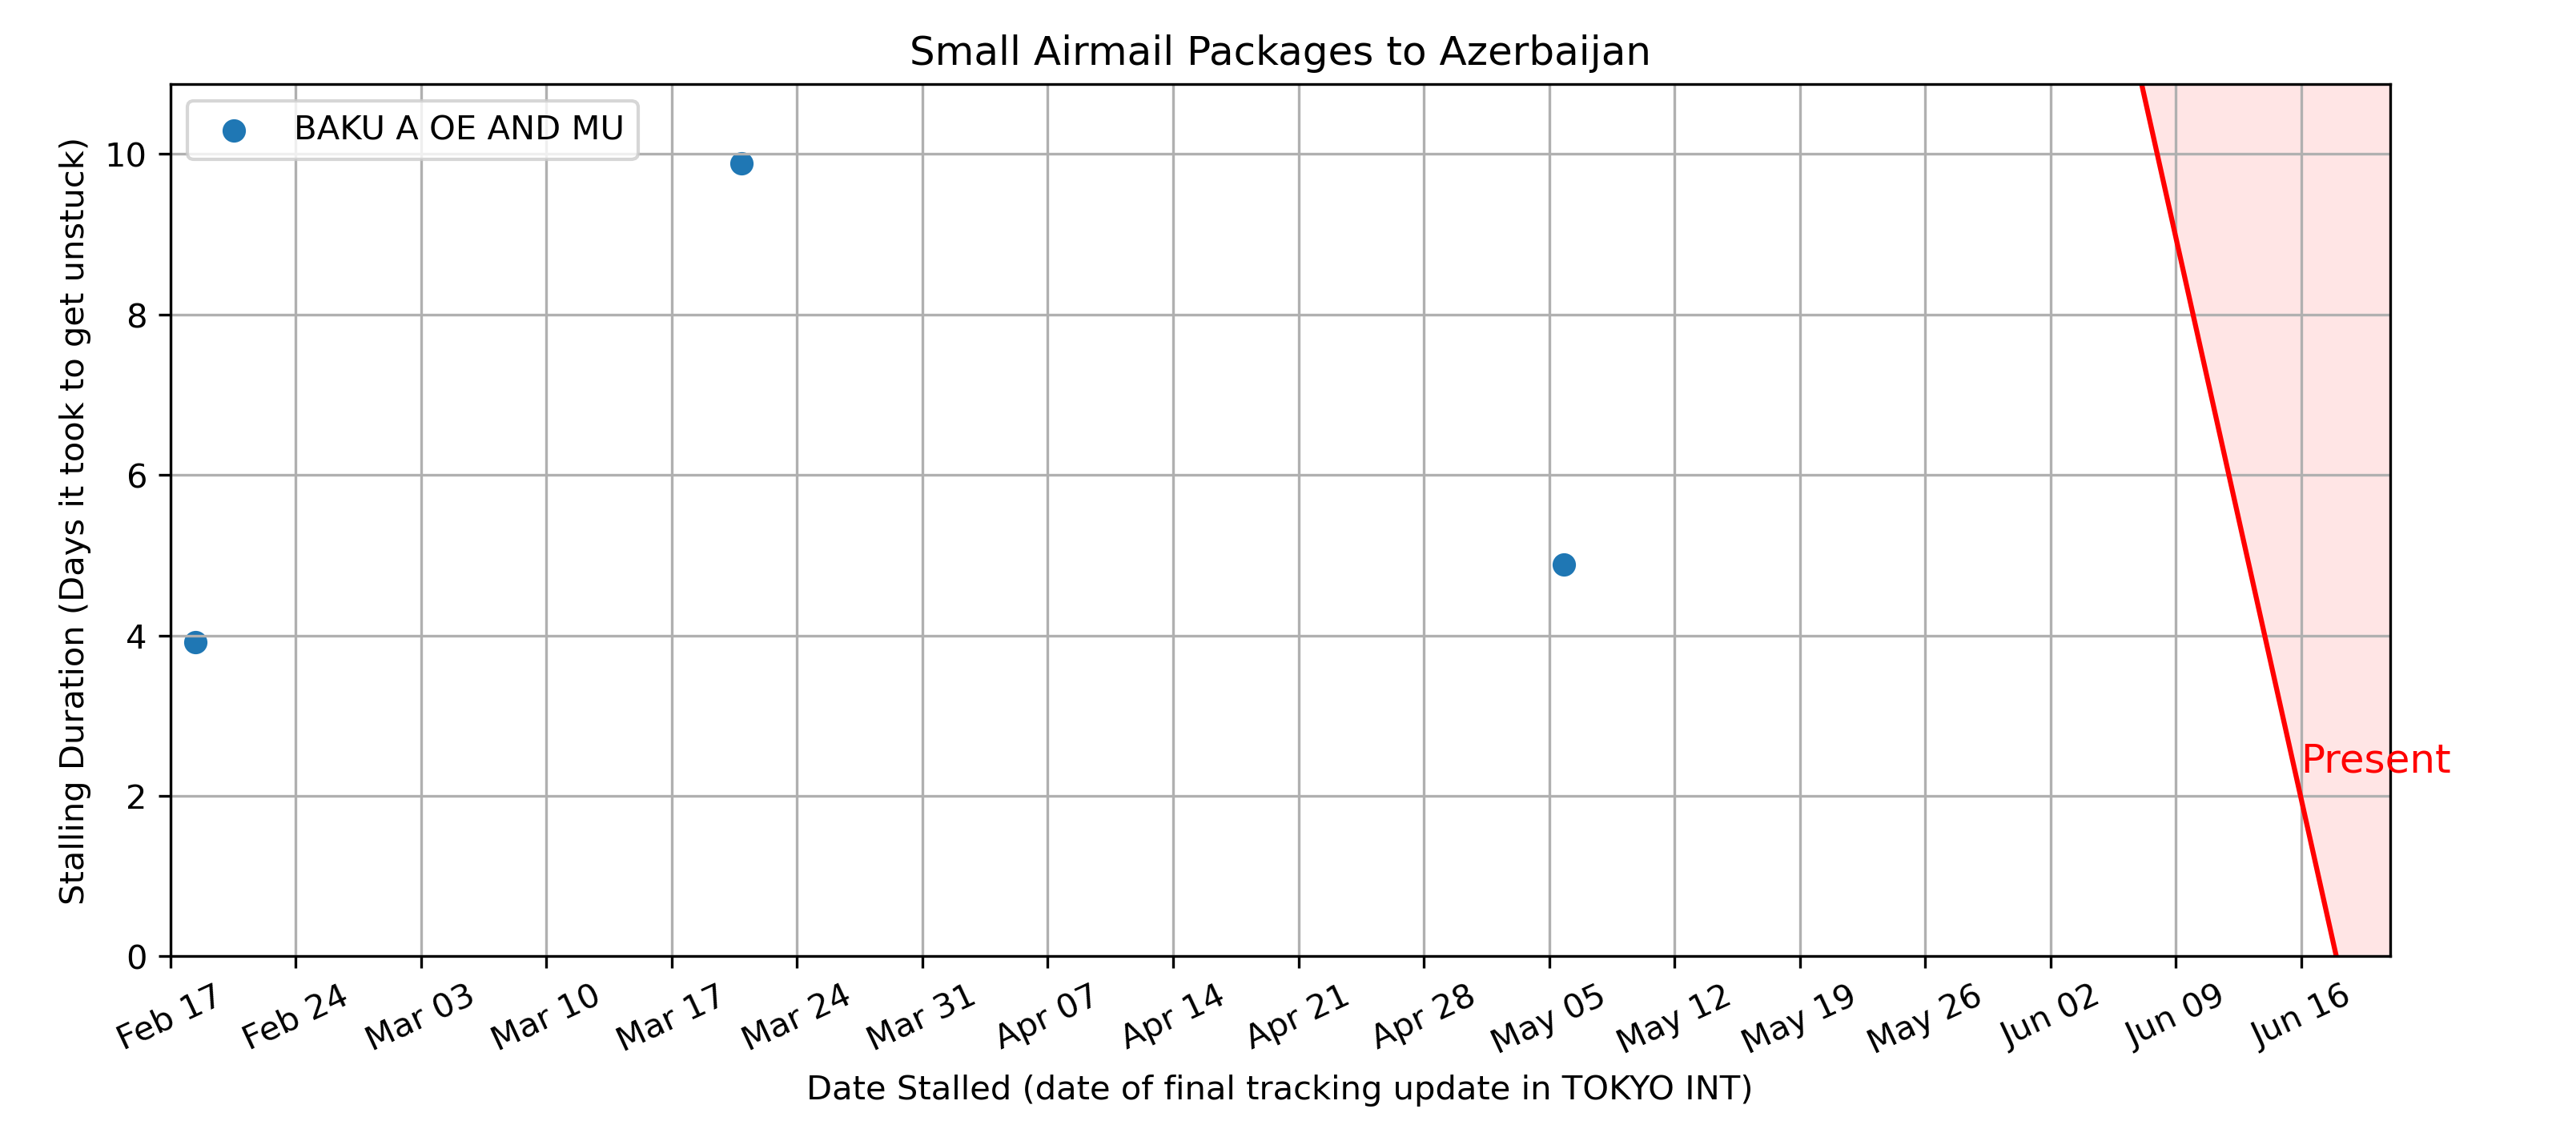 Small Airmail Packages to Azerbaijan
BAKU A OE AND MU
Stalling Duration (Days it took to get unstuck)
10
8
6
4
2
0
Present
Feb 17
Feb 24
Mar 03
Mar 10
Mar 17
Mar 24
Mar 31
Apr 07
Apr 14
Apr 21
Apr 28
May 05
May 12
May 19
May 26
Jun 02
Jun 09
Jun 16
Date Stalled (date of final tracking update in TOKYO INT)